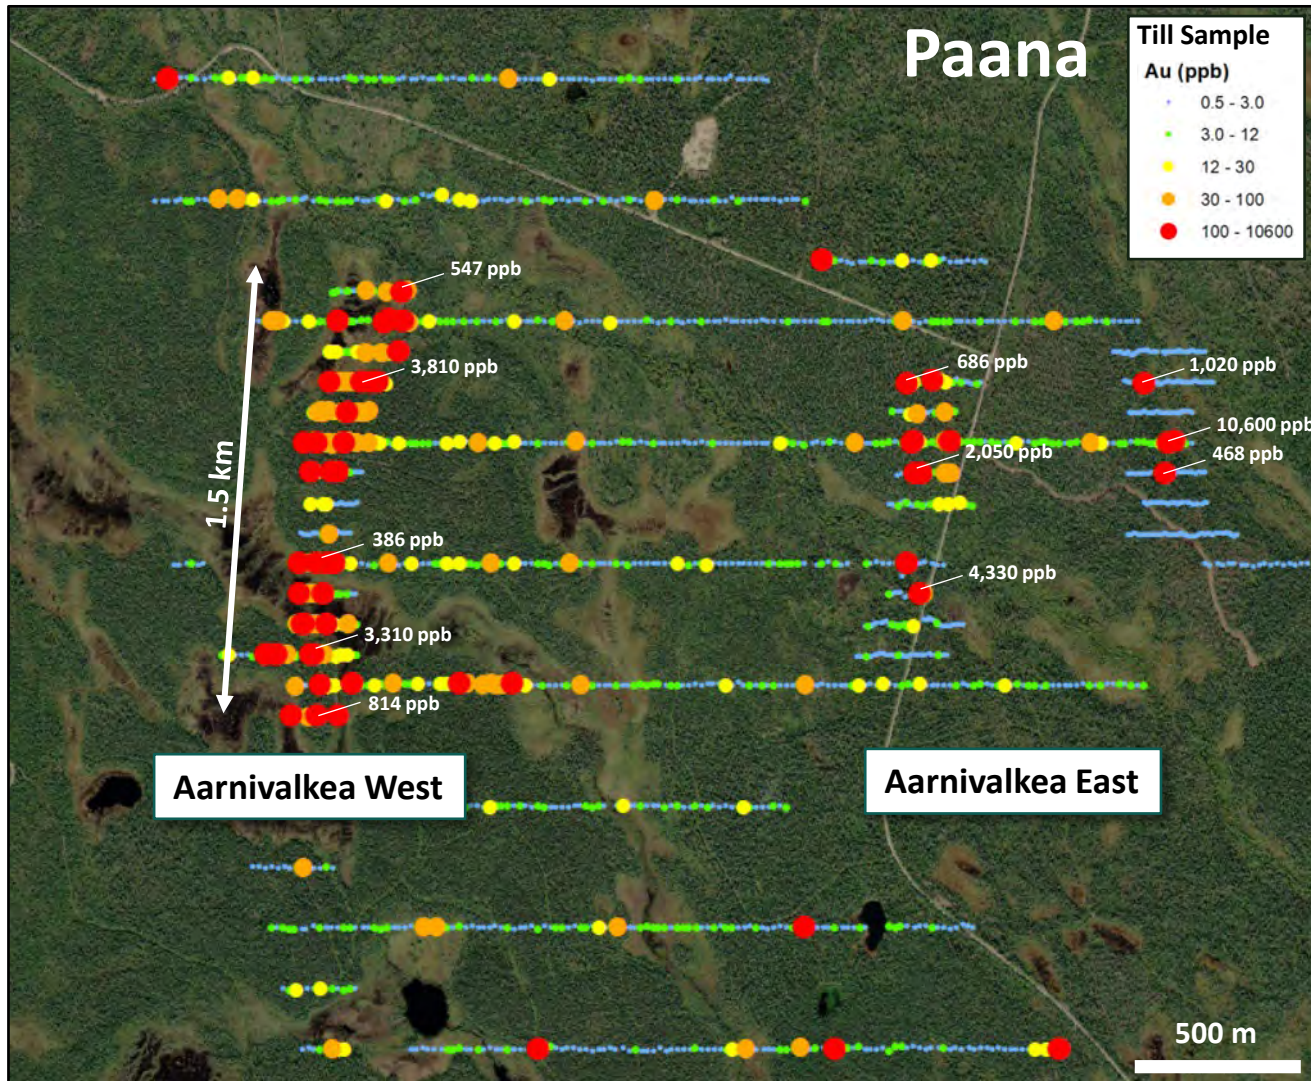 Paana
Till Sample
Au (ppb)
0.5 - 3.0
3.0 - 12
12 - 30
30 - 100
100 - 10600
547 ppb
3,810 ppb
686 ppb
1,020 ppb
10,600 ppb
2,050 ppb
468 ppb
1.5 km
386 ppb
4,330 ppb
3,310 ppb
814 ppb
Aarnivalkea West
Aarnivalkea East
500 m